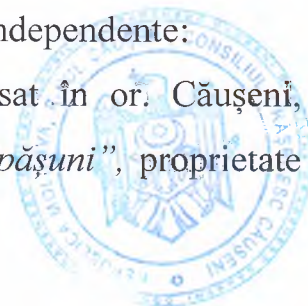 independente:
sat în or. Căușeni,
pășuni”, proprietate